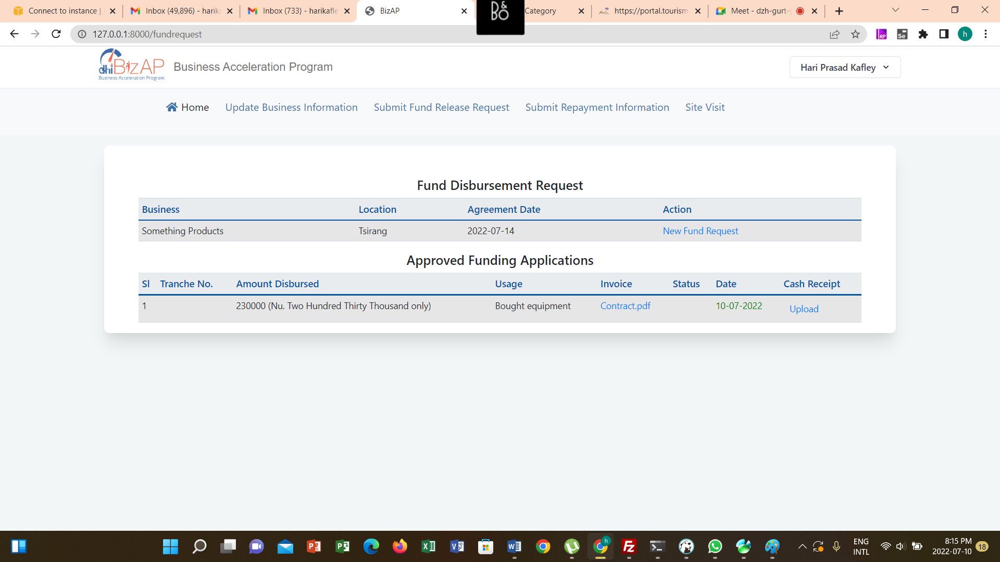 Connect to instance |
Inbox (49,896) - harika
Inbox (733) - harikafle
BizAP
B&O
Category
https://portal.tourism.
Meet - dzh-gurt-y
127.0.0.1:8000/fundrequest
RP
Se
h
dhi BizAP
Business Acceleration Program
Business Acceleration Program
Hari Prasad Kafley
Home
Update Business Information
Submit Fund Release Request
Submit Repayment Information
Site Visit
Fund Disbursement Request
Business Location Agreement Date Action
Something Products Tsirang 2022-07-14 New Fund Request
Approved Funding Applications
Sl Tranche No. Amount Disbursed Usage Invoice Status Date Cash Receipt
1 230000 (Nu. Two Hundred Thirty Thousand only) Bought equipment Contract.pdf 10-07-2022 Upload
h
ENG
INTL
8:15 PM
2022-07-10
18